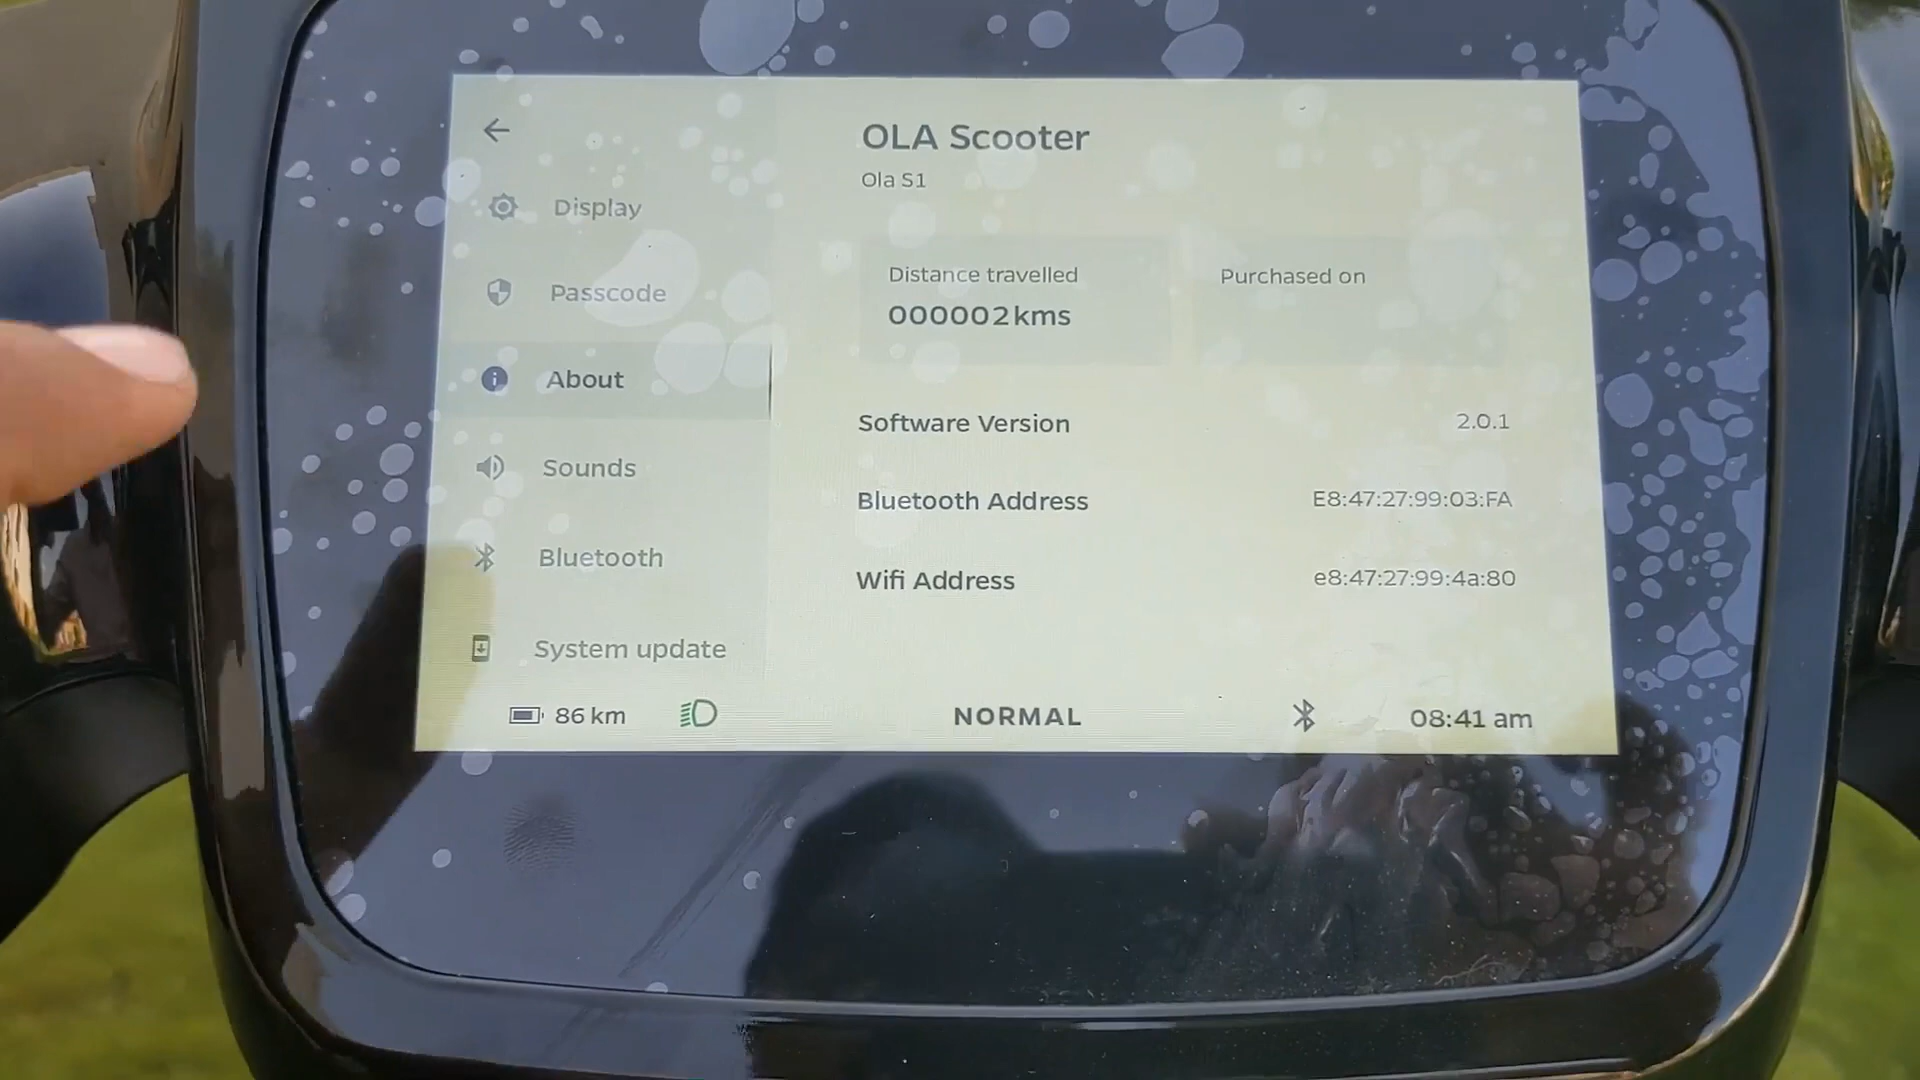 OLA Scooter
Ola S1
Display
Passcode
About
Sounds
Bluetooth
System update
Distance travelled
000002kms
Purchased on
Software Version 2.0.1
Bluetooth Address E8:47:27:99:03:FA
Wifi Address e8:47:27:99:4a:80
86 km NORMAL 08:41 am